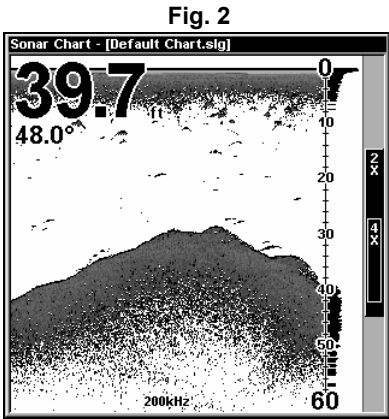 Fig. 2
Sonar Chart - [Default Chart.slg]
39.7 ft
48.0°
0
10
20
30
40
50
60
2X
4X
200kHz